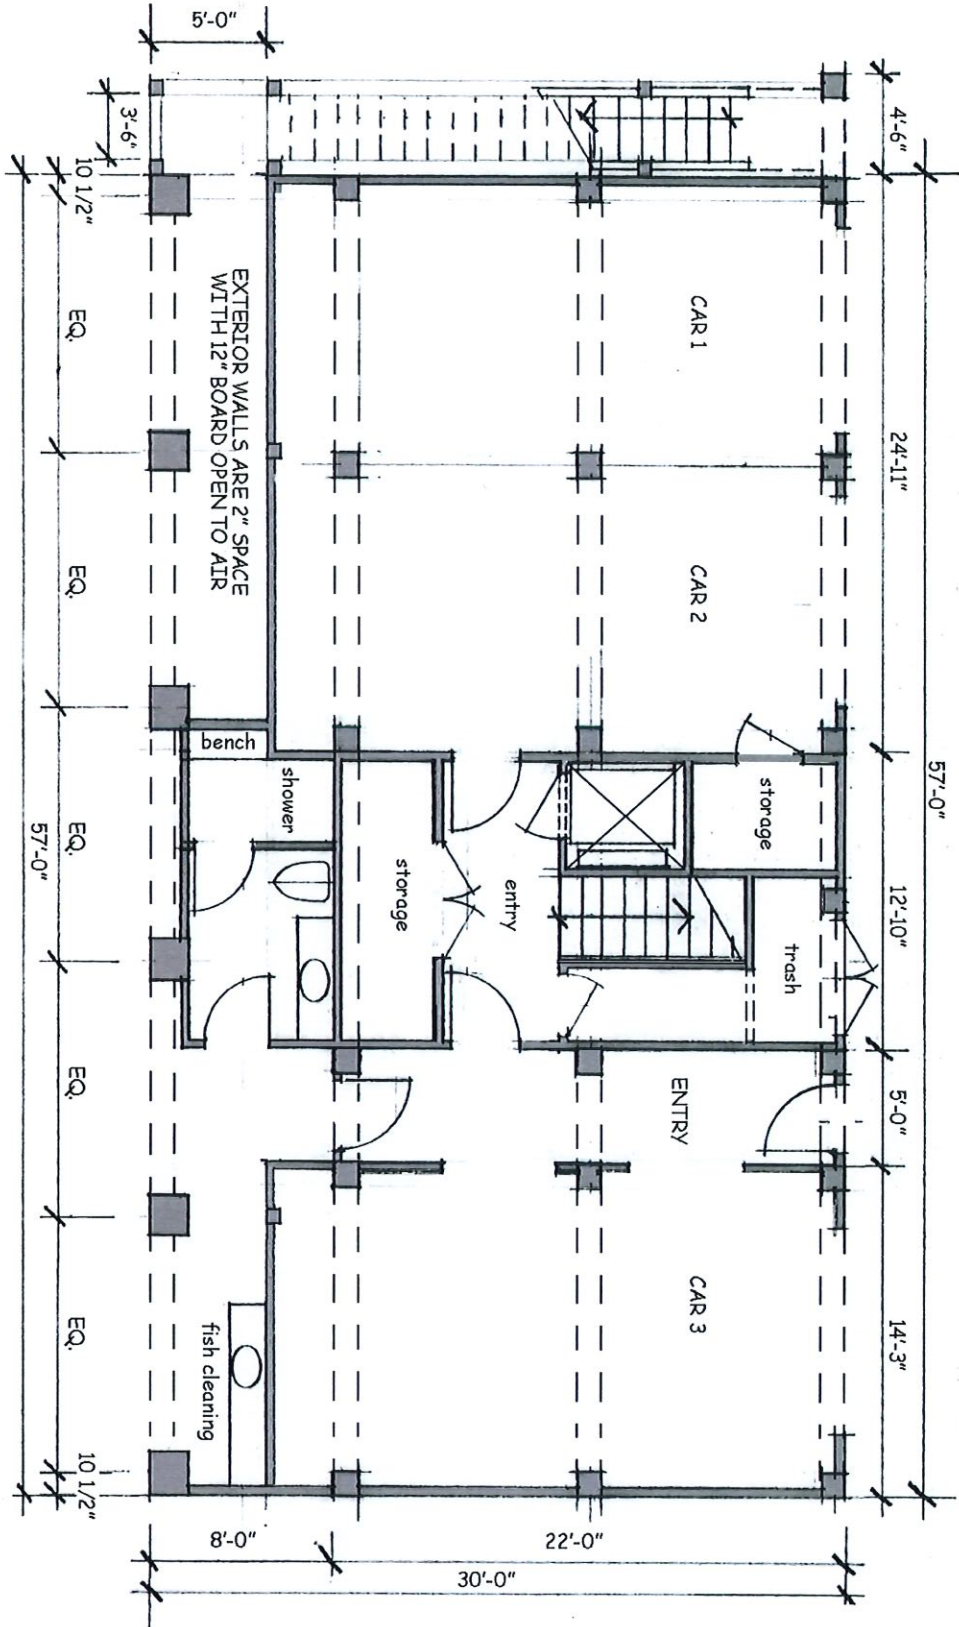 5'-0"
3'-6"
4'-6"
10 1/2"
EQ.
EXTERIOR WALLS ARE 2" SPACE
WITH 12" BOARD OPEN TO AIR
CAR 1
24'-11"
57'-0"
EQ.
CAR 2
bench
shower
storage
EQ.
57'-0"
storage
entry
12'-10"
trash
EQ.
ENTRY
5'-0"
EQ.
fish cleaning
CAR 3
14'-3"
10 1/2"
8'-0"
22'-0"
30'-0"